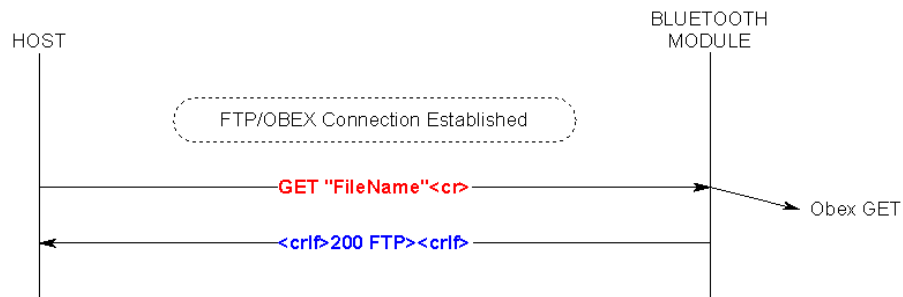 HOST
BLUETOOTH
MODULE
FTP/OBEX Connection Established
GET "FileName"<cr>
Obex GET
<crlf>200 FTP><crlf>